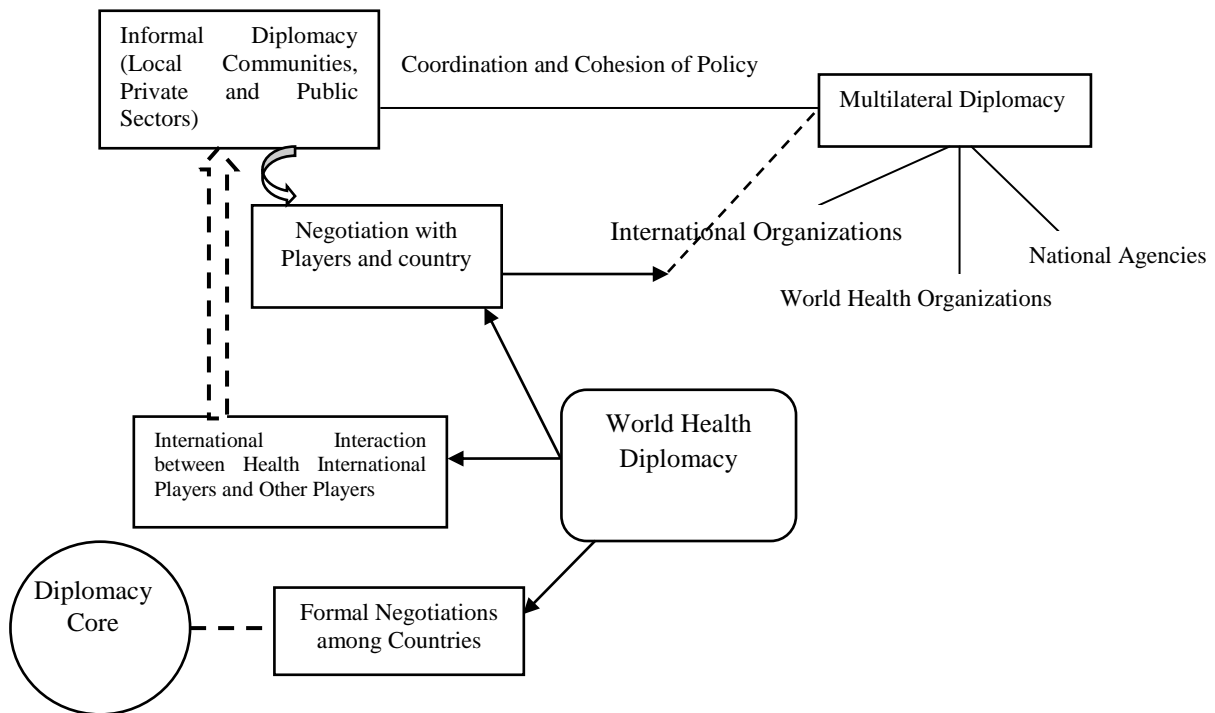 Informal Diplomacy
(Local Communities,
Private and Public
Sectors)
Coordination and Cohesion of Policy
Multilateral Diplomacy
Negotiation with
Players and country
International Organizations
National Agencies
World Health Organizations
International Interaction
between Health International
Players and Other Players
World Health
Diplomacy
Diplomacy
Core
Formal Negotiations
among Countries